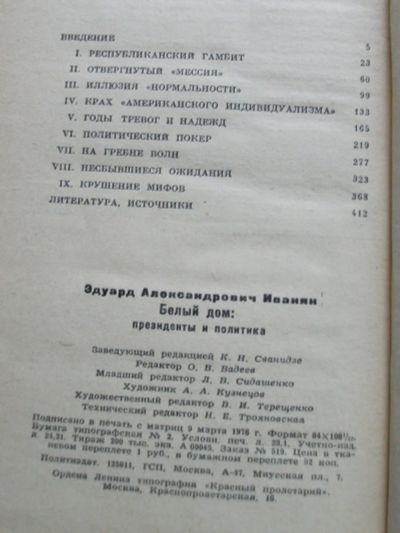 ВВЕДЕНИЕ 5
I. РЕСПУБЛИКАНСКИЙ ГАМБИТ 23
II. ОТВЕРГНУТЫЙ «МЕССИЯ» 60
III. ИЛЛЮЗИЯ «НОРМАЛЬНОСТИ» 99
IV. КРАХ «АМЕРИКАНСКОГО ИНДИВИДУАЛИЗМА» 133
V. ГОДЫ ТРЕВОГ И НАДЕЖД 165
VI. ПОЛИТИЧЕСКИЙ ПОКЕР 219
VII. НА ГРЕБНЕ ВОЛН 277
VIII. НЕСБЫВШИЕСЯ ОЖИДАНИЯ 323
IX. КРУШЕНИЕ МИФОВ 368
ЛИТЕРАТУРА, ИСТОЧНИКИ 412
Эдуард Александрович Иванян
Белый дом:
президенты и политика
Заведующий редакцией К. Н. Сванидзе
Редактор О. В. Вадеев
Младший редактор Л. В. Сидашенко
Художник А. А. Кузнецов
Художественный редактор В. И. Терещенко
Технический редактор Н. Е. Трояновская
Подписано в печать с матриц 9 марта 1976 г. Формат 84×108
Бумага типографская № 2. Условн. печ. л. 23,1. Учетно-изд.
л. 24,21. Тираж 200 тыс. экз. А 00045. Заказ № 519. Цена в тка-
невом переплете 1 руб., в бумажном переплете 92 коп.
Политиздат. 125811, ГСП, Москва, А-47, Миусская пл., 7.
Ордена Ленина типография «Красный пролетарий».
Москва, Краснопролетарская, 16.